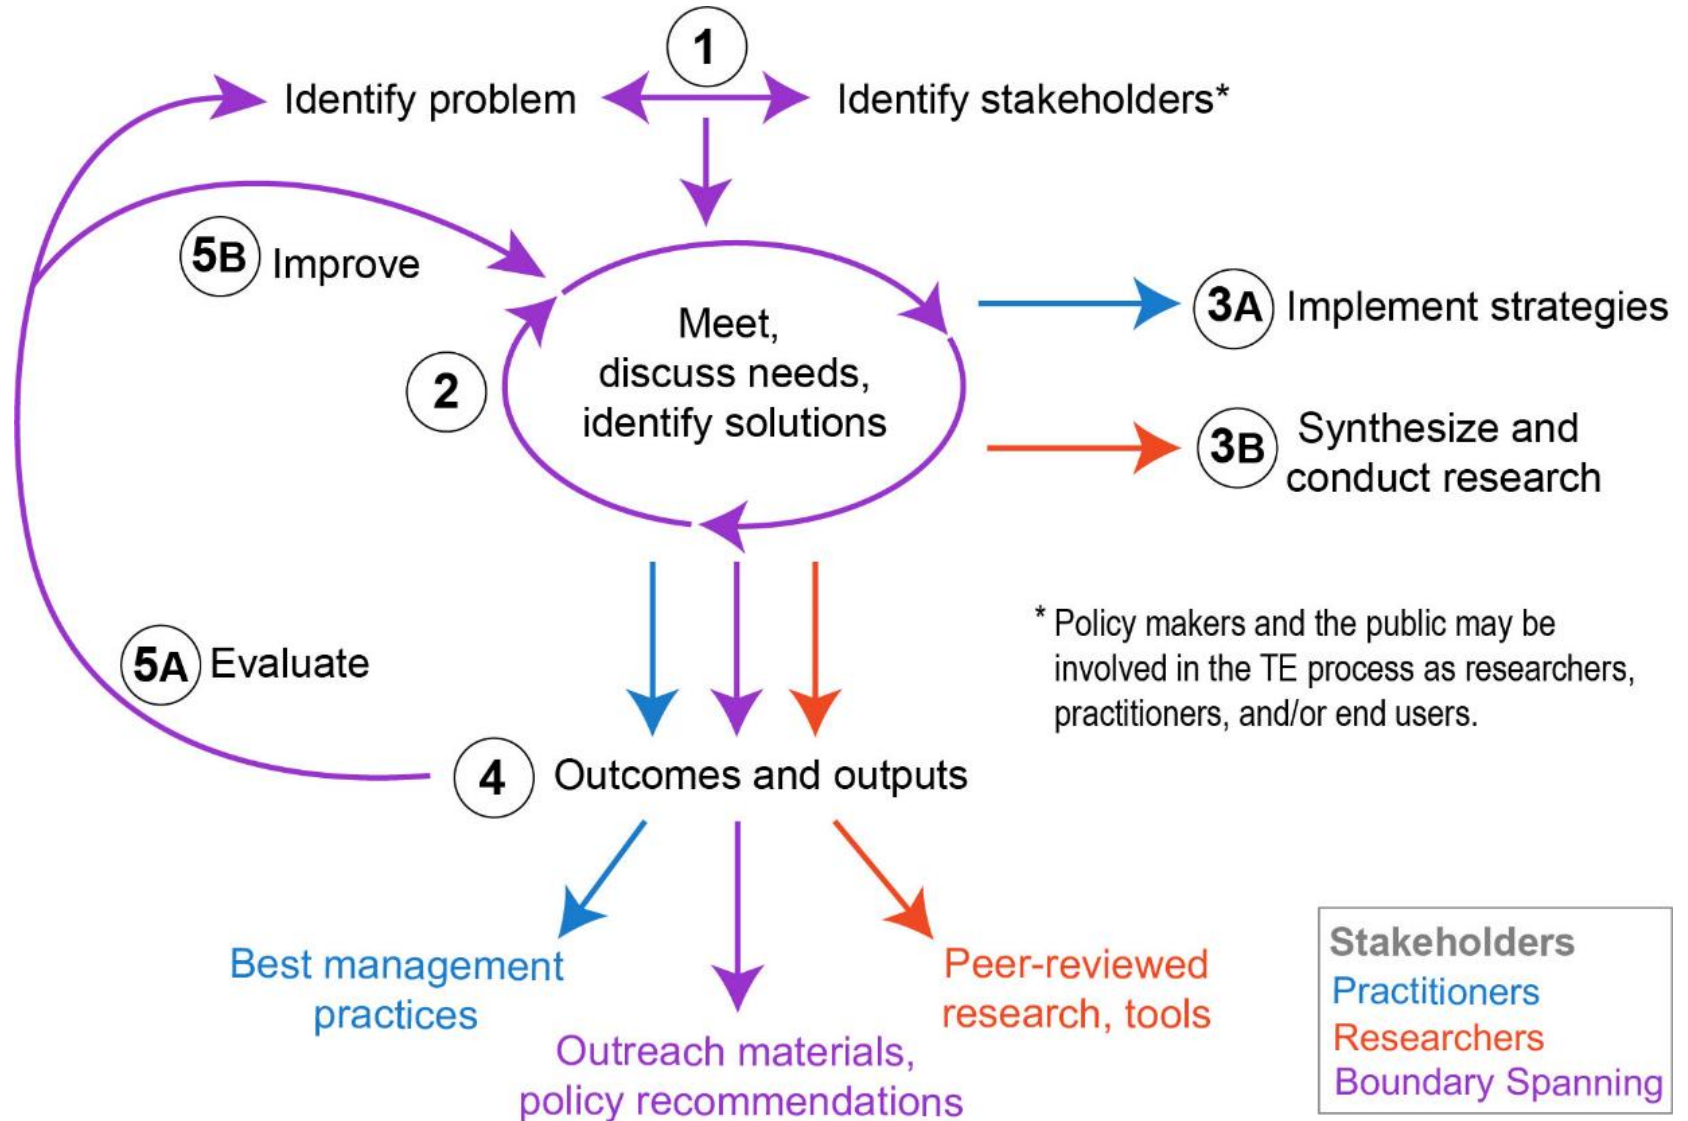 1
Identify problem
Identify stakeholders*
5B Improve
Meet,
discuss needs,
identify solutions
2
3A Implement strategies
3B Synthesize and
conduct research
* Policy makers and the public may be
involved in the TE process as researchers,
practitioners, and/or end users.
5A Evaluate
4 Outcomes and outputs
Best management
practices
Outreach materials,
policy recommendations
Peer-reviewed
research, tools
Stakeholders
Practitioners
Researchers
Boundary Spanning